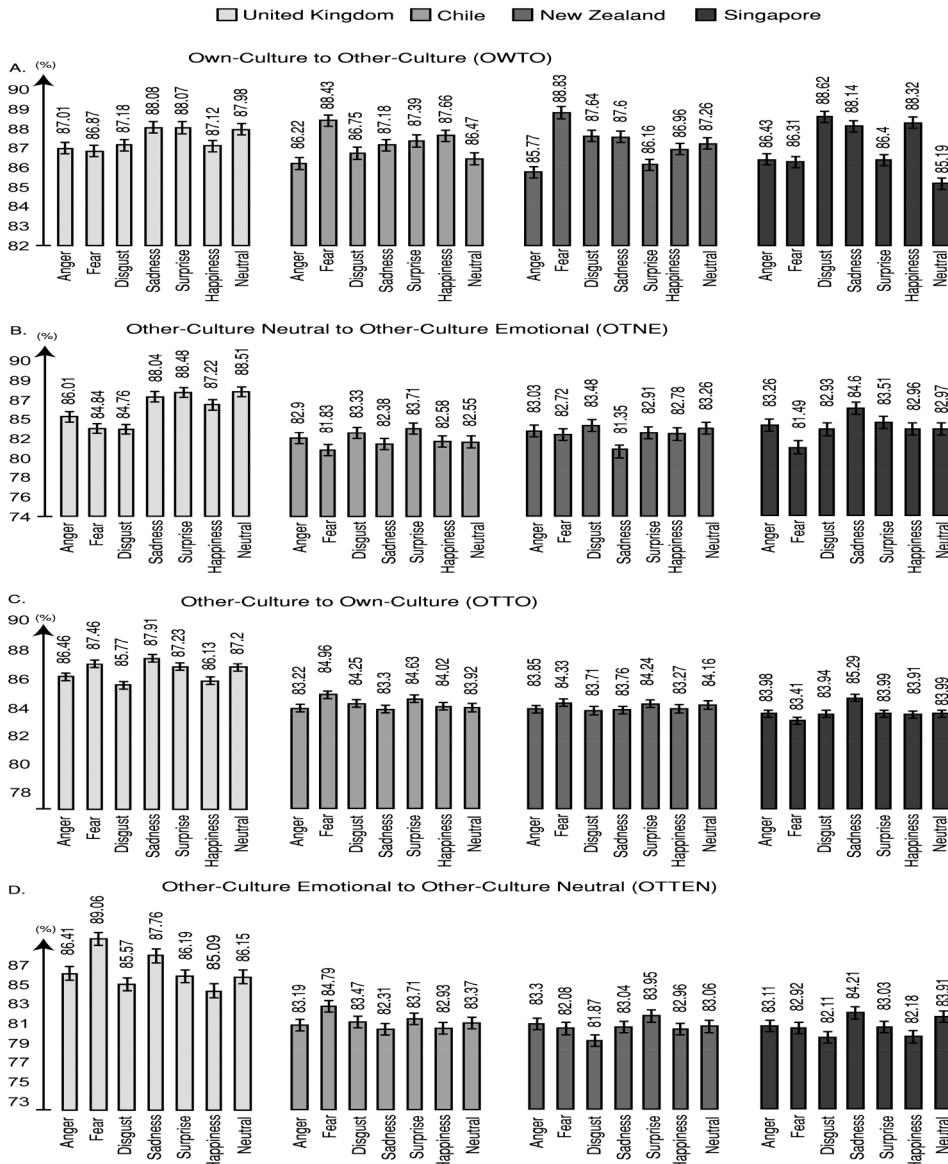 United Kingdom Chile New Zealand Singapore
Own-Culture to Other-Culture (OWTO)
A. (%)
90
88
87
86
85
83
82
87.01 86.87 87.18 88.08 88.07 87.12 87.98
86.22 88.43 86.75 87.18 87.39 87.66 86.47
85.77 88.83 87.64 87.6 86.16 86.96 87.26
86.43 86.31 88.62 88.14 86.4 88.32 85.19
Anger Fear Disgust Sadness Surprise Happiness Neutral
Anger Fear Disgust Sadness Surprise Happiness Neutral
Anger Fear Disgust Sadness Surprise Happiness Neutral
Anger Fear Disgust Sadness Surprise Happiness Neutral
Other-Culture Neutral to Other-Culture Emotional (OTNE)
B. (%)
90
89
87
85
82
80
78
76
74
86.01 84.84 84.76 88.04 88.48 87.22 88.51
82.9 81.83 83.33 82.38 83.71 82.58 82.55
83.03 82.72 83.48 81.35 82.91 82.78 83.26
83.26 81.49 82.93 84.6 83.51 82.96 82.97
Anger Fear Disgust Sadness Surprise Happiness Neutral
Anger Fear Disgust Sadness Surprise Happiness Neutral
Anger Fear Disgust Sadness Surprise Happiness Neutral
Anger Fear Disgust Sadness Surprise Happiness Neutral
Other-Culture to Own-Culture (OTTO)
C. (%)
90
88
86
84
82
80
78
86.46 87.46 85.77 87.91 87.23 86.13 87.2
83.22 84.96 84.25 83.3 84.63 84.02 83.92
83.85 84.33 83.71 83.76 84.24 83.27 84.16
83.98 83.41 83.94 85.29 83.99 83.91 83.99
Anger Fear Disgust Sadness Surprise Happiness Neutral
Anger Fear Disgust Sadness Surprise Happiness Neutral
Anger Fear Disgust Sadness Surprise Happiness Neutral
Anger Fear Disgust Sadness Surprise Happiness Neutral
Other-Culture Emotional to Other-Culture Neutral (OTTEN)
D. (%)
87
85
83
81
79
77
75
73
86.41 89.06 85.57 87.76 86.19 85.09 86.15
83.19 84.79 83.47 82.31 83.71 82.93 83.37
83.3 82.08 81.87 83.04 83.95 82.96 83.06
83.11 82.92 82.11 84.21 83.03 82.18 83.91
Anger Fear Disgust Sadness Surprise Happiness Neutral
Anger Fear Disgust Sadness Surprise Happiness Neutral
Anger Fear Disgust Sadness Surprise Happiness Neutral
Anger Fear Disgust Sadness Surprise Happiness Neutral